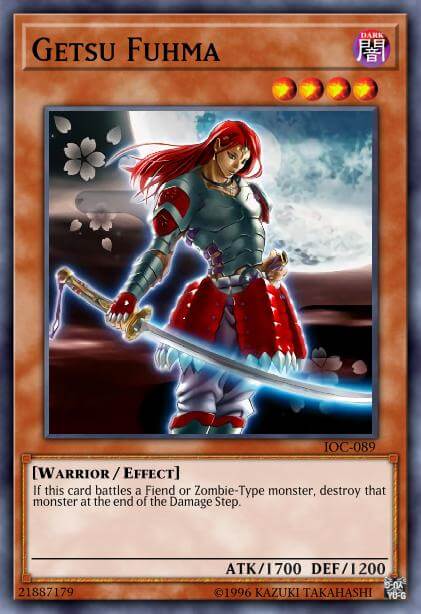 Getsu Fuhma
DARK
闇
IOC-089
[Warrior / Effect]
If this card battles a Fiend or Zombie-Type monster, destroy that
monster at the end of the Damage Step.
ATK/1700 DEF/1200
21887179
©1996 KAZUKI TAKAHASHI